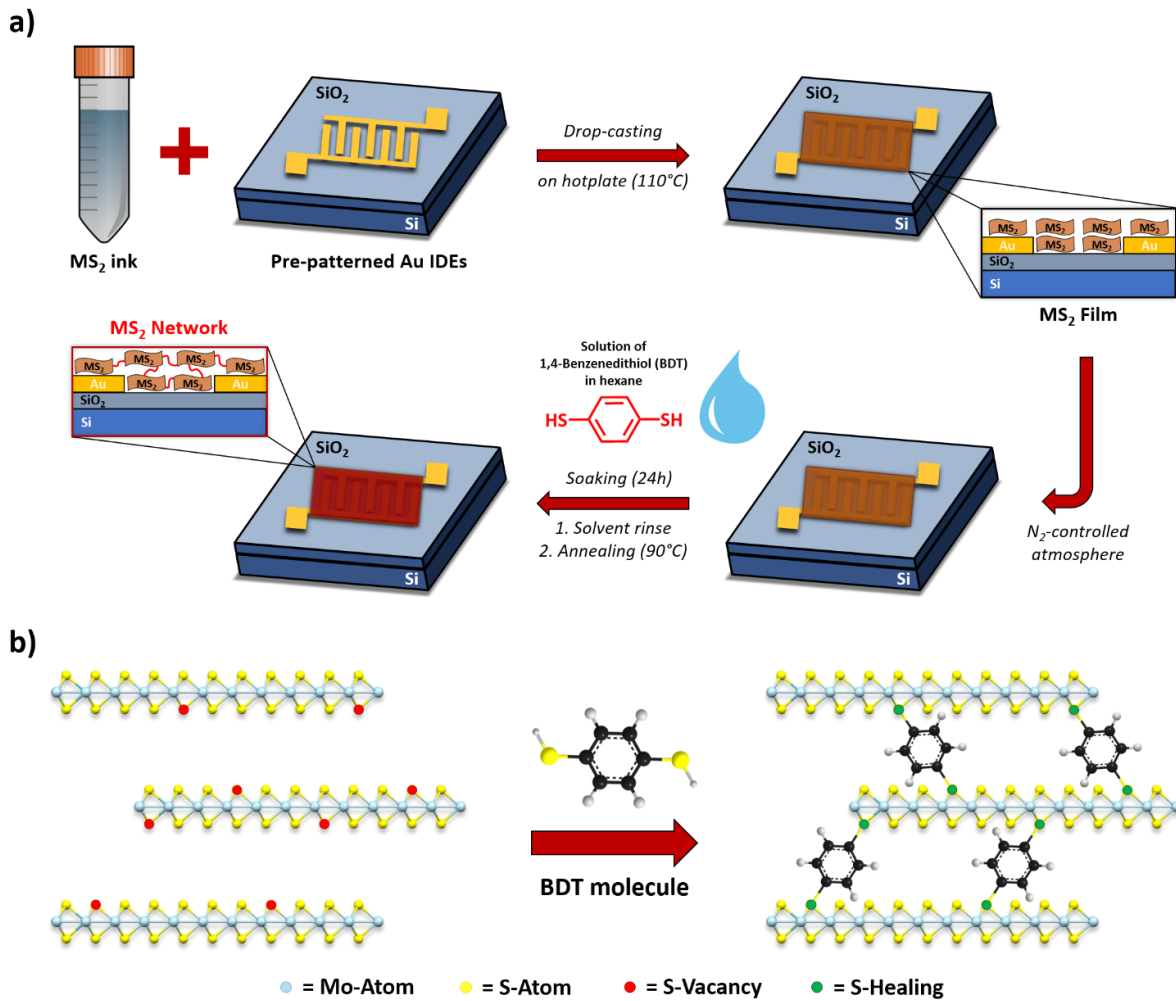 a)
SiO₂
Si
MS₂ ink
Pre-patterned Au IDEs
Drop-casting
on hotplate (110°C)
SiO₂
Si
MS₂ MS₂ MS₂ MS₂
Au MS₂ MS₂ Au
SiO₂
Si
MS₂ Film
MS₂ Network
MS₂ MS₂ MS₂ MS₂
Au MS₂ MS₂ Au
SiO₂
Si
SiO₂
Si
Solution of
1,4-Benzenedithiol (BDT)
in hexane
HS SH
Soaking (24h)
1. Solvent rinse
2. Annealing (90°C)
SiO₂
Si
N₂-controlled
atmosphere
b)
BDT molecule
= Mo-Atom = S-Atom = S-Vacancy = S-Healing